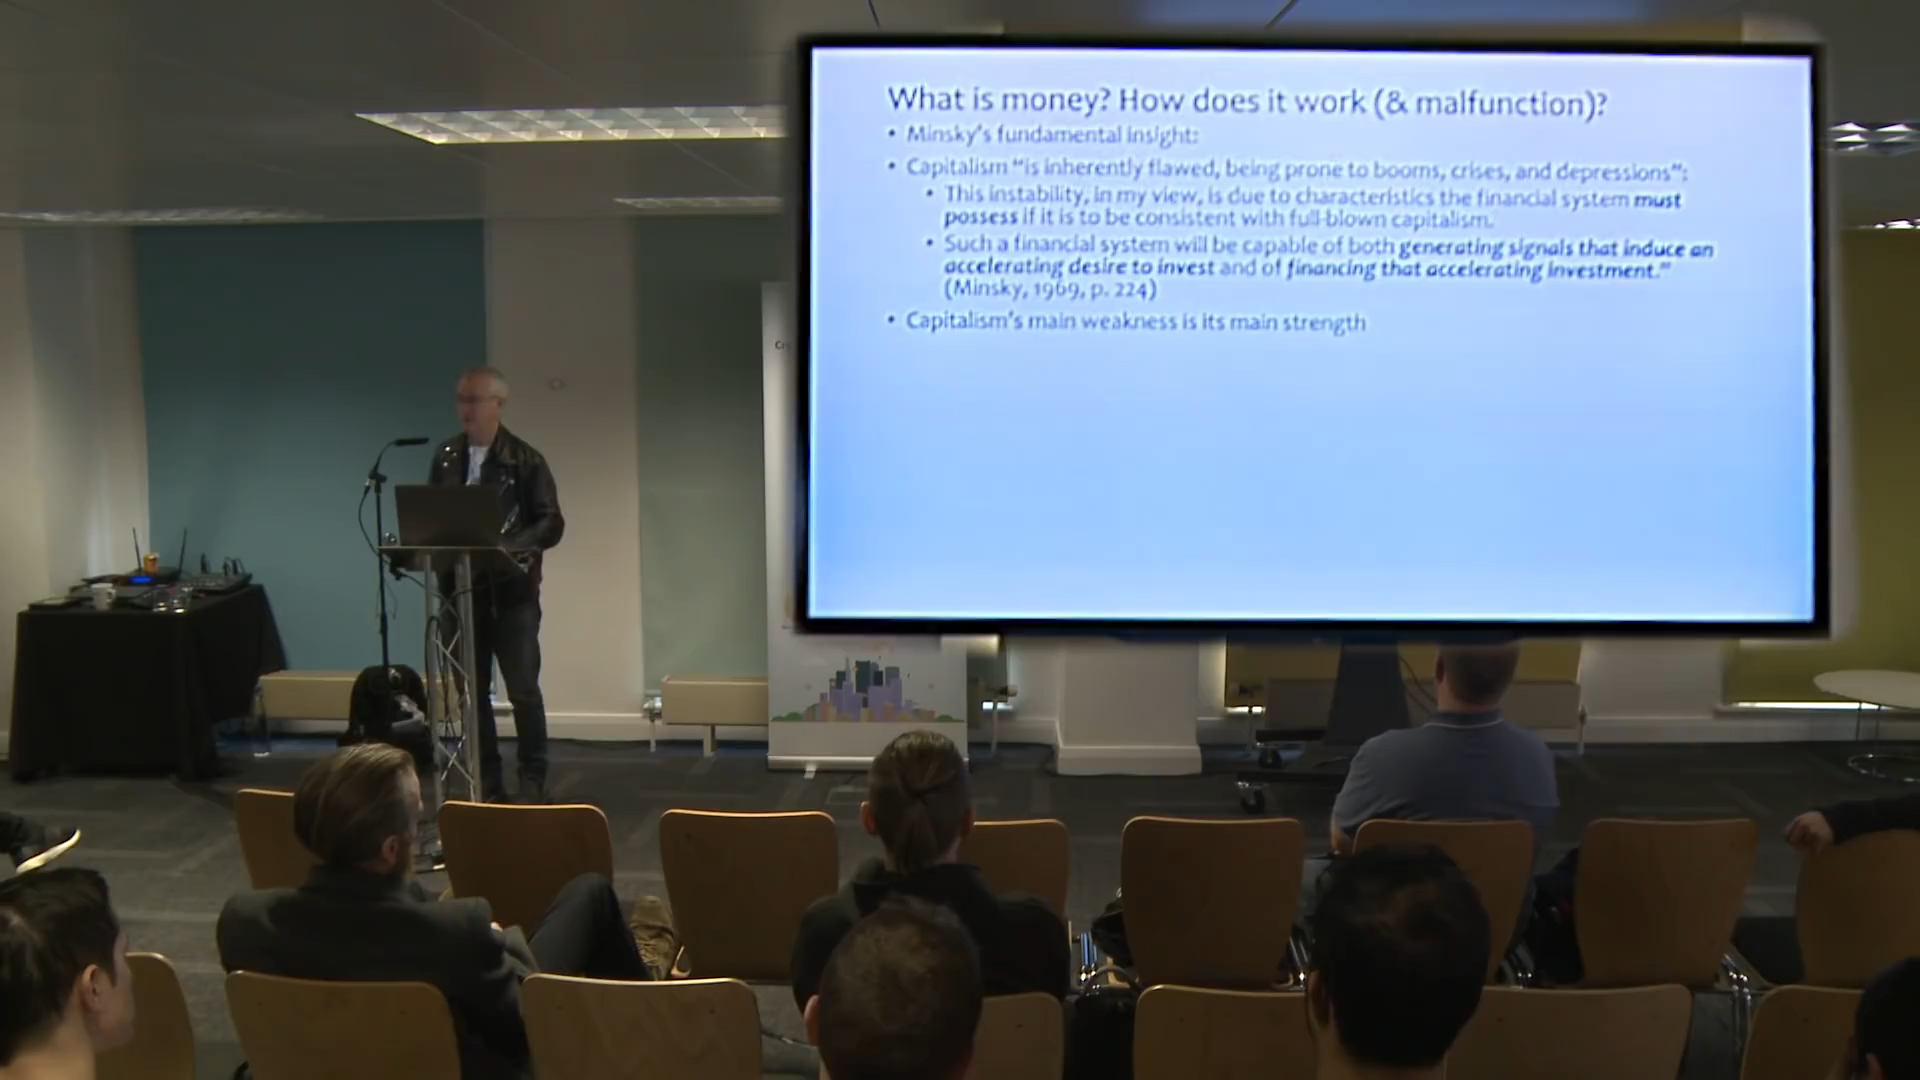 What is money? How does it work (& malfunction)?
• Minsky's fundamental insight:
• Capitalism "is inherently flawed, being prone to booms, crises, and depressions":
• This instability, in my view, is due to characteristics the financial system must
possess if it is to be consistent with full-blown capitalism.
• Such a financial system will be capable of both generating signals that induce an
accelerating desire to invest and of financing that accelerating investment."
(Minsky, 1969, p. 224)
• Capitalism's main weakness is its main strength